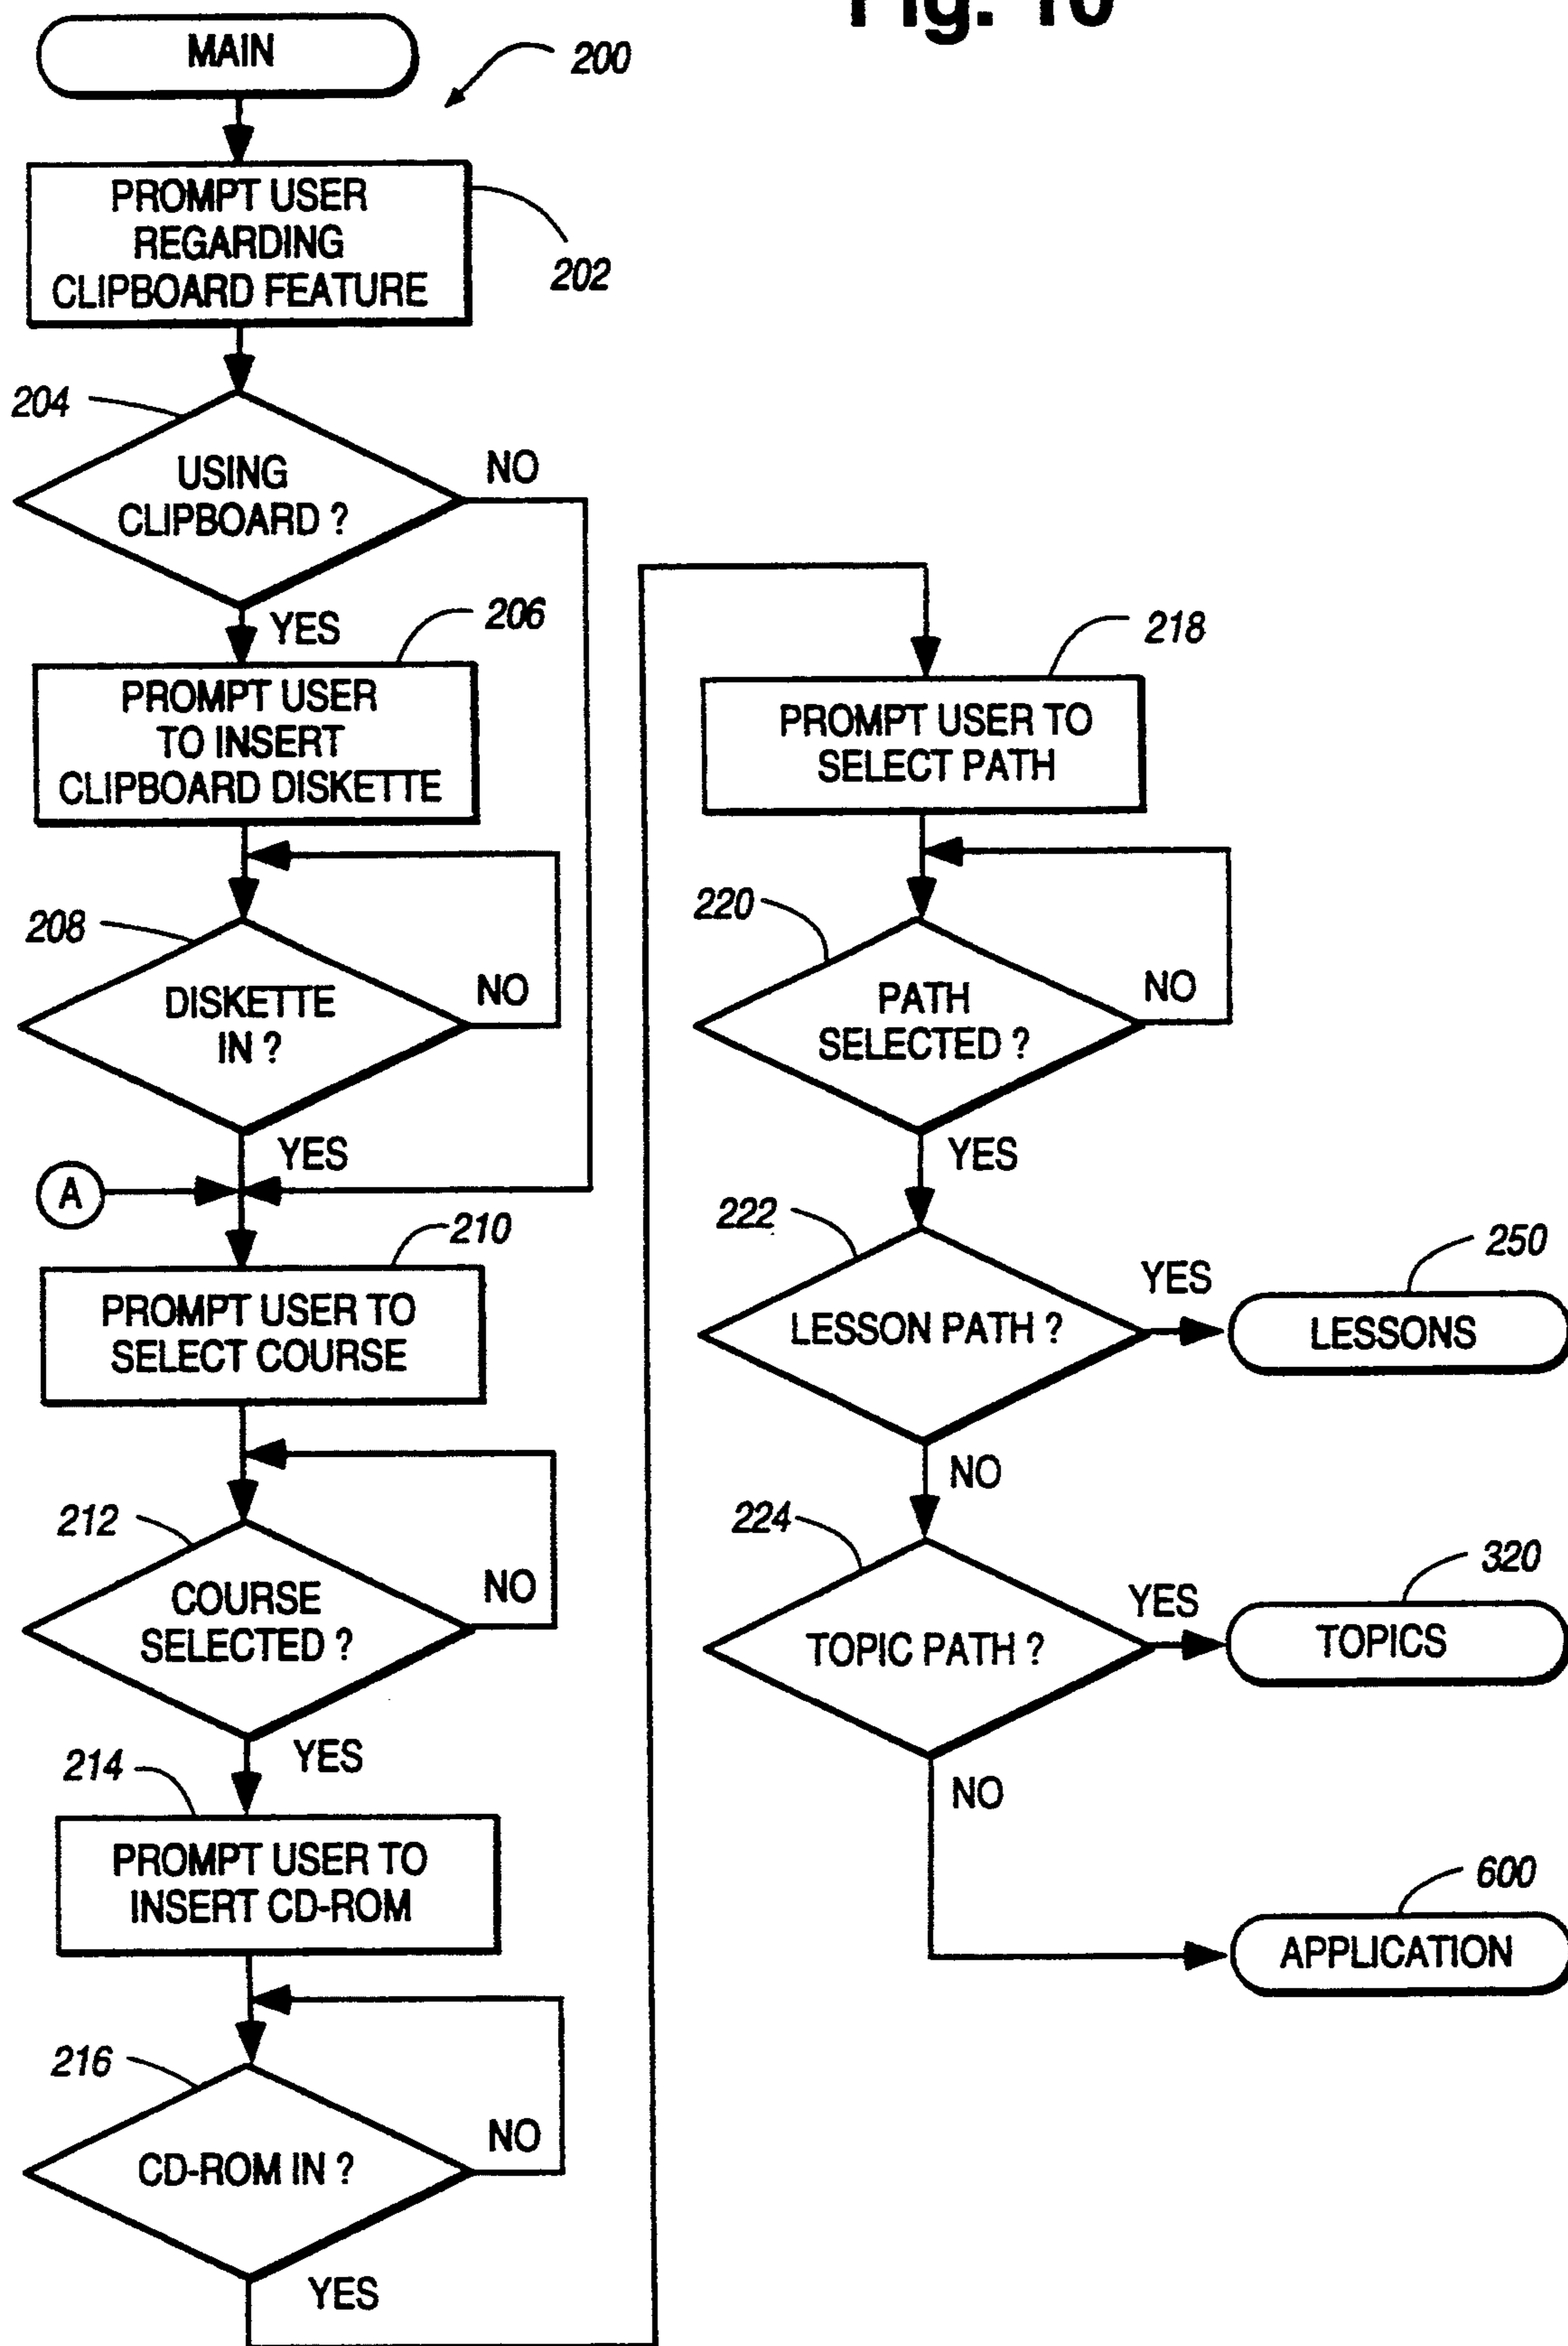 Fig. 10
MAIN
200
PROMPT USER
REGARDING
CLIPBOARD FEATURE
202
204
USING
CLIPBOARD ?
NO
YES
206
PROMPT USER
TO INSERT
CLIPBOARD DISKETTE
208
DISKETTE
IN ?
NO
YES
A
210
PROMPT USER TO
SELECT COURSE
212
COURSE
SELECTED ?
NO
YES
214
PROMPT USER TO
INSERT CD-ROM
216
CD-ROM IN ?
NO
YES
218
PROMPT USER TO
SELECT PATH
220
PATH
SELECTED ?
NO
YES
222
LESSON PATH ?
YES
250
LESSONS
NO
224
TOPIC PATH ?
YES
320
TOPICS
NO
600
APPLICATION